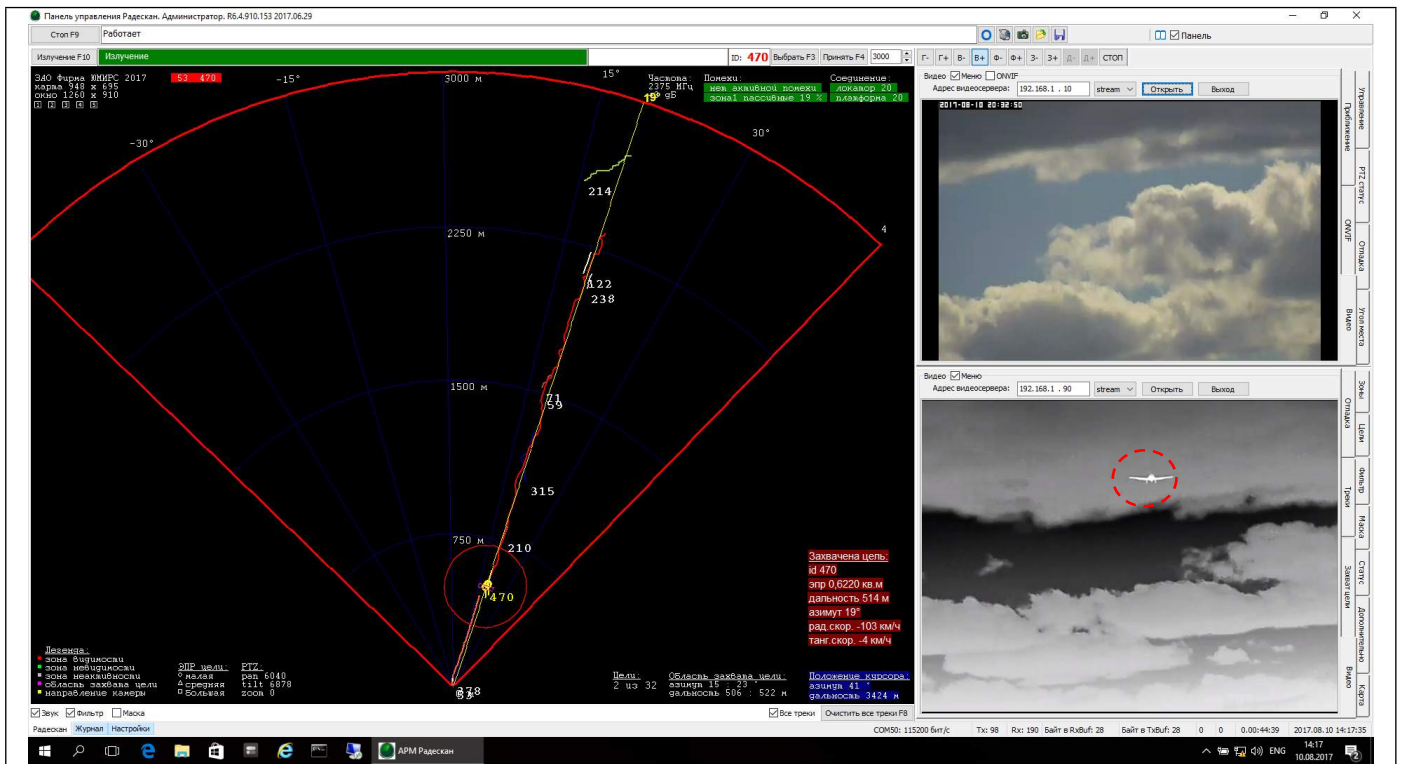 Панель управления Радескан. Администратор. R6.4.910.153 2017.06.29
Стоп F9 Работает Панель
Излучение F10 Излучение ID: 470 Выбрать F3 Принять F4 3000 Г- Г+ В- В+ Ф- Ф+ З- З+ Д- Д+ СТОП
ЗАО Фирма ЮМИРС 2017
карта 948 x 695
окно 1260 x 910
1 2 3 4 5
53 470
-15°
3000 м
15°
19°
Частота:
2375 МГц
дБ
Помехи:
нет активной помехи
зона1 пассивные 19 %
Соединение:
локатор 20
платформа 20
-30°
30°
214
4
2250 м
122
238
1500 м
71
59
315
750 м
210
470
Захвачена цель:
id 470
эпр 0,6220 кв.м
дальность 514 м
азимут 19°
рад.скор. -103 км/ч
танг.скор. -4 км/ч
Легенда:
зона видимости
зона невидимости
зона неактивности
область захвата цели
направление камеры
ЭПР цели:
малая
средняя
большая
PTZ:
pan 6040
tilt 6878
zoom 0
Цели:
2 из 32
Область захвата цели:
азимут 15 : 23 °
дальность 506 : 522 м
Положение курсора:
азимут 41 °
дальность 3424 м
Звук Фильтр Маска Все треки Очистить все треки F8
Радескан Журнал Настройки COM50: 115200 бит/с Tx: 98 Rx: 190 Байт в RxBuf: 28 Байт в TxBuf: 28 0 0 0.00:44:39 2017.08.10 14:17:35
Видео Меню ONVIF
Адрес видеосервера: 192.168.1 . 10 stream Открыть Выход
2017-08-10 20:32:50
Управление
Приближение
PTZ статус
ONVIF
Отладка
Видео
Угол места
Видео Меню
Адрес видеосервера: 192.168.1 . 90 stream Открыть Выход
Зоны
Отладка
Цели
Фильтр
Треки
Маска
Статус
Захват цели
Дополнительно
Видео
Карта
АРМ Радескан
ENG
14:17
10.08.2017
2